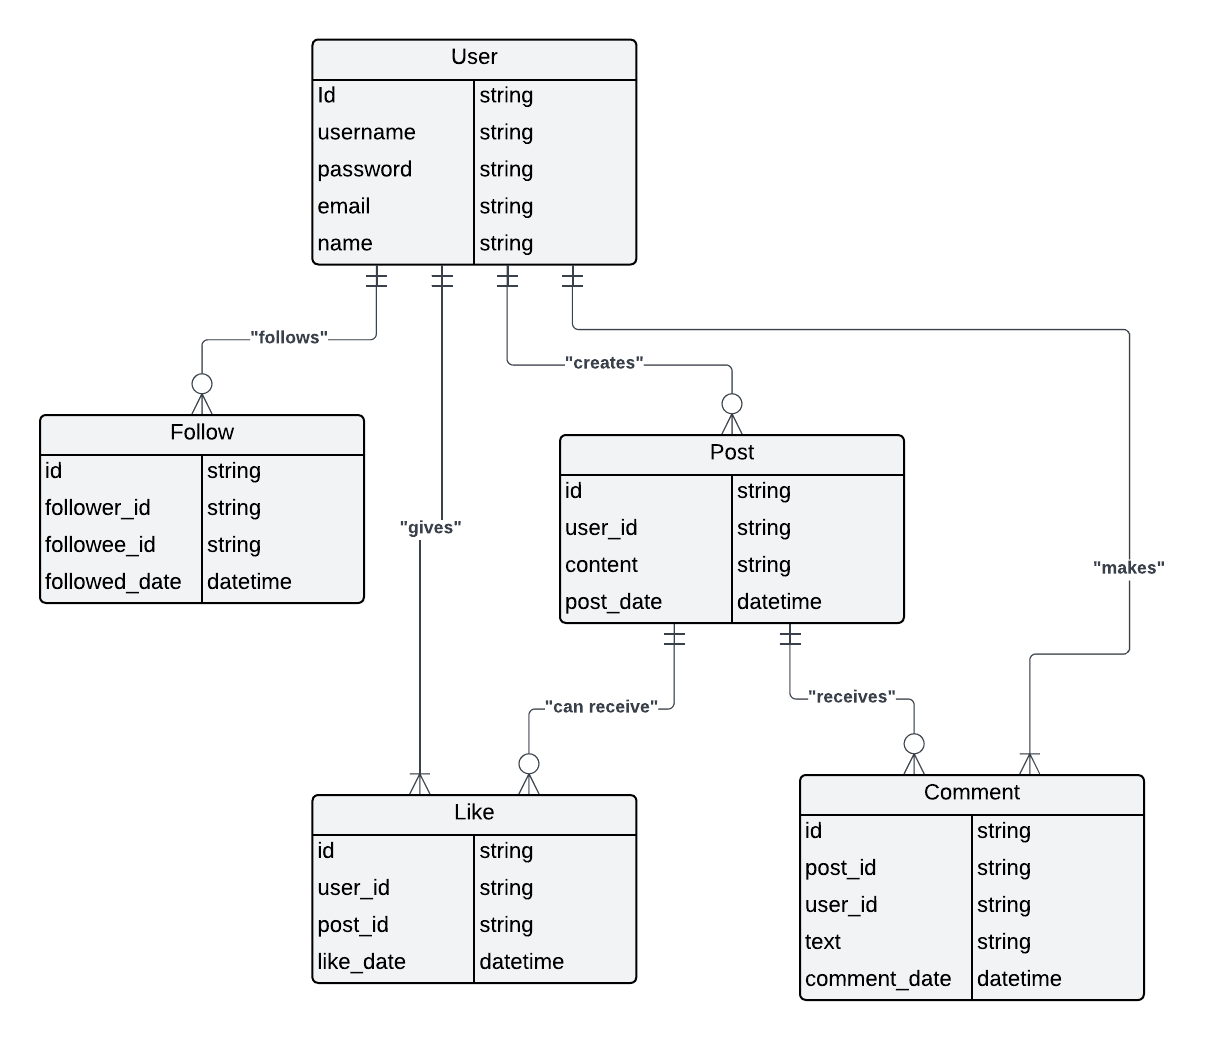 User
Id string
username string
password string
email string
name string
"follows"
"creates"
Follow
id string
follower_id string
followee_id string
followed_date datetime
Post
id string
user_id string
content string
post_date datetime
"gives"
"makes"
"can receive"
"receives"
Like
id string
user_id string
post_id string
like_date datetime
Comment
id string
post_id string
user_id string
text string
comment_date datetime